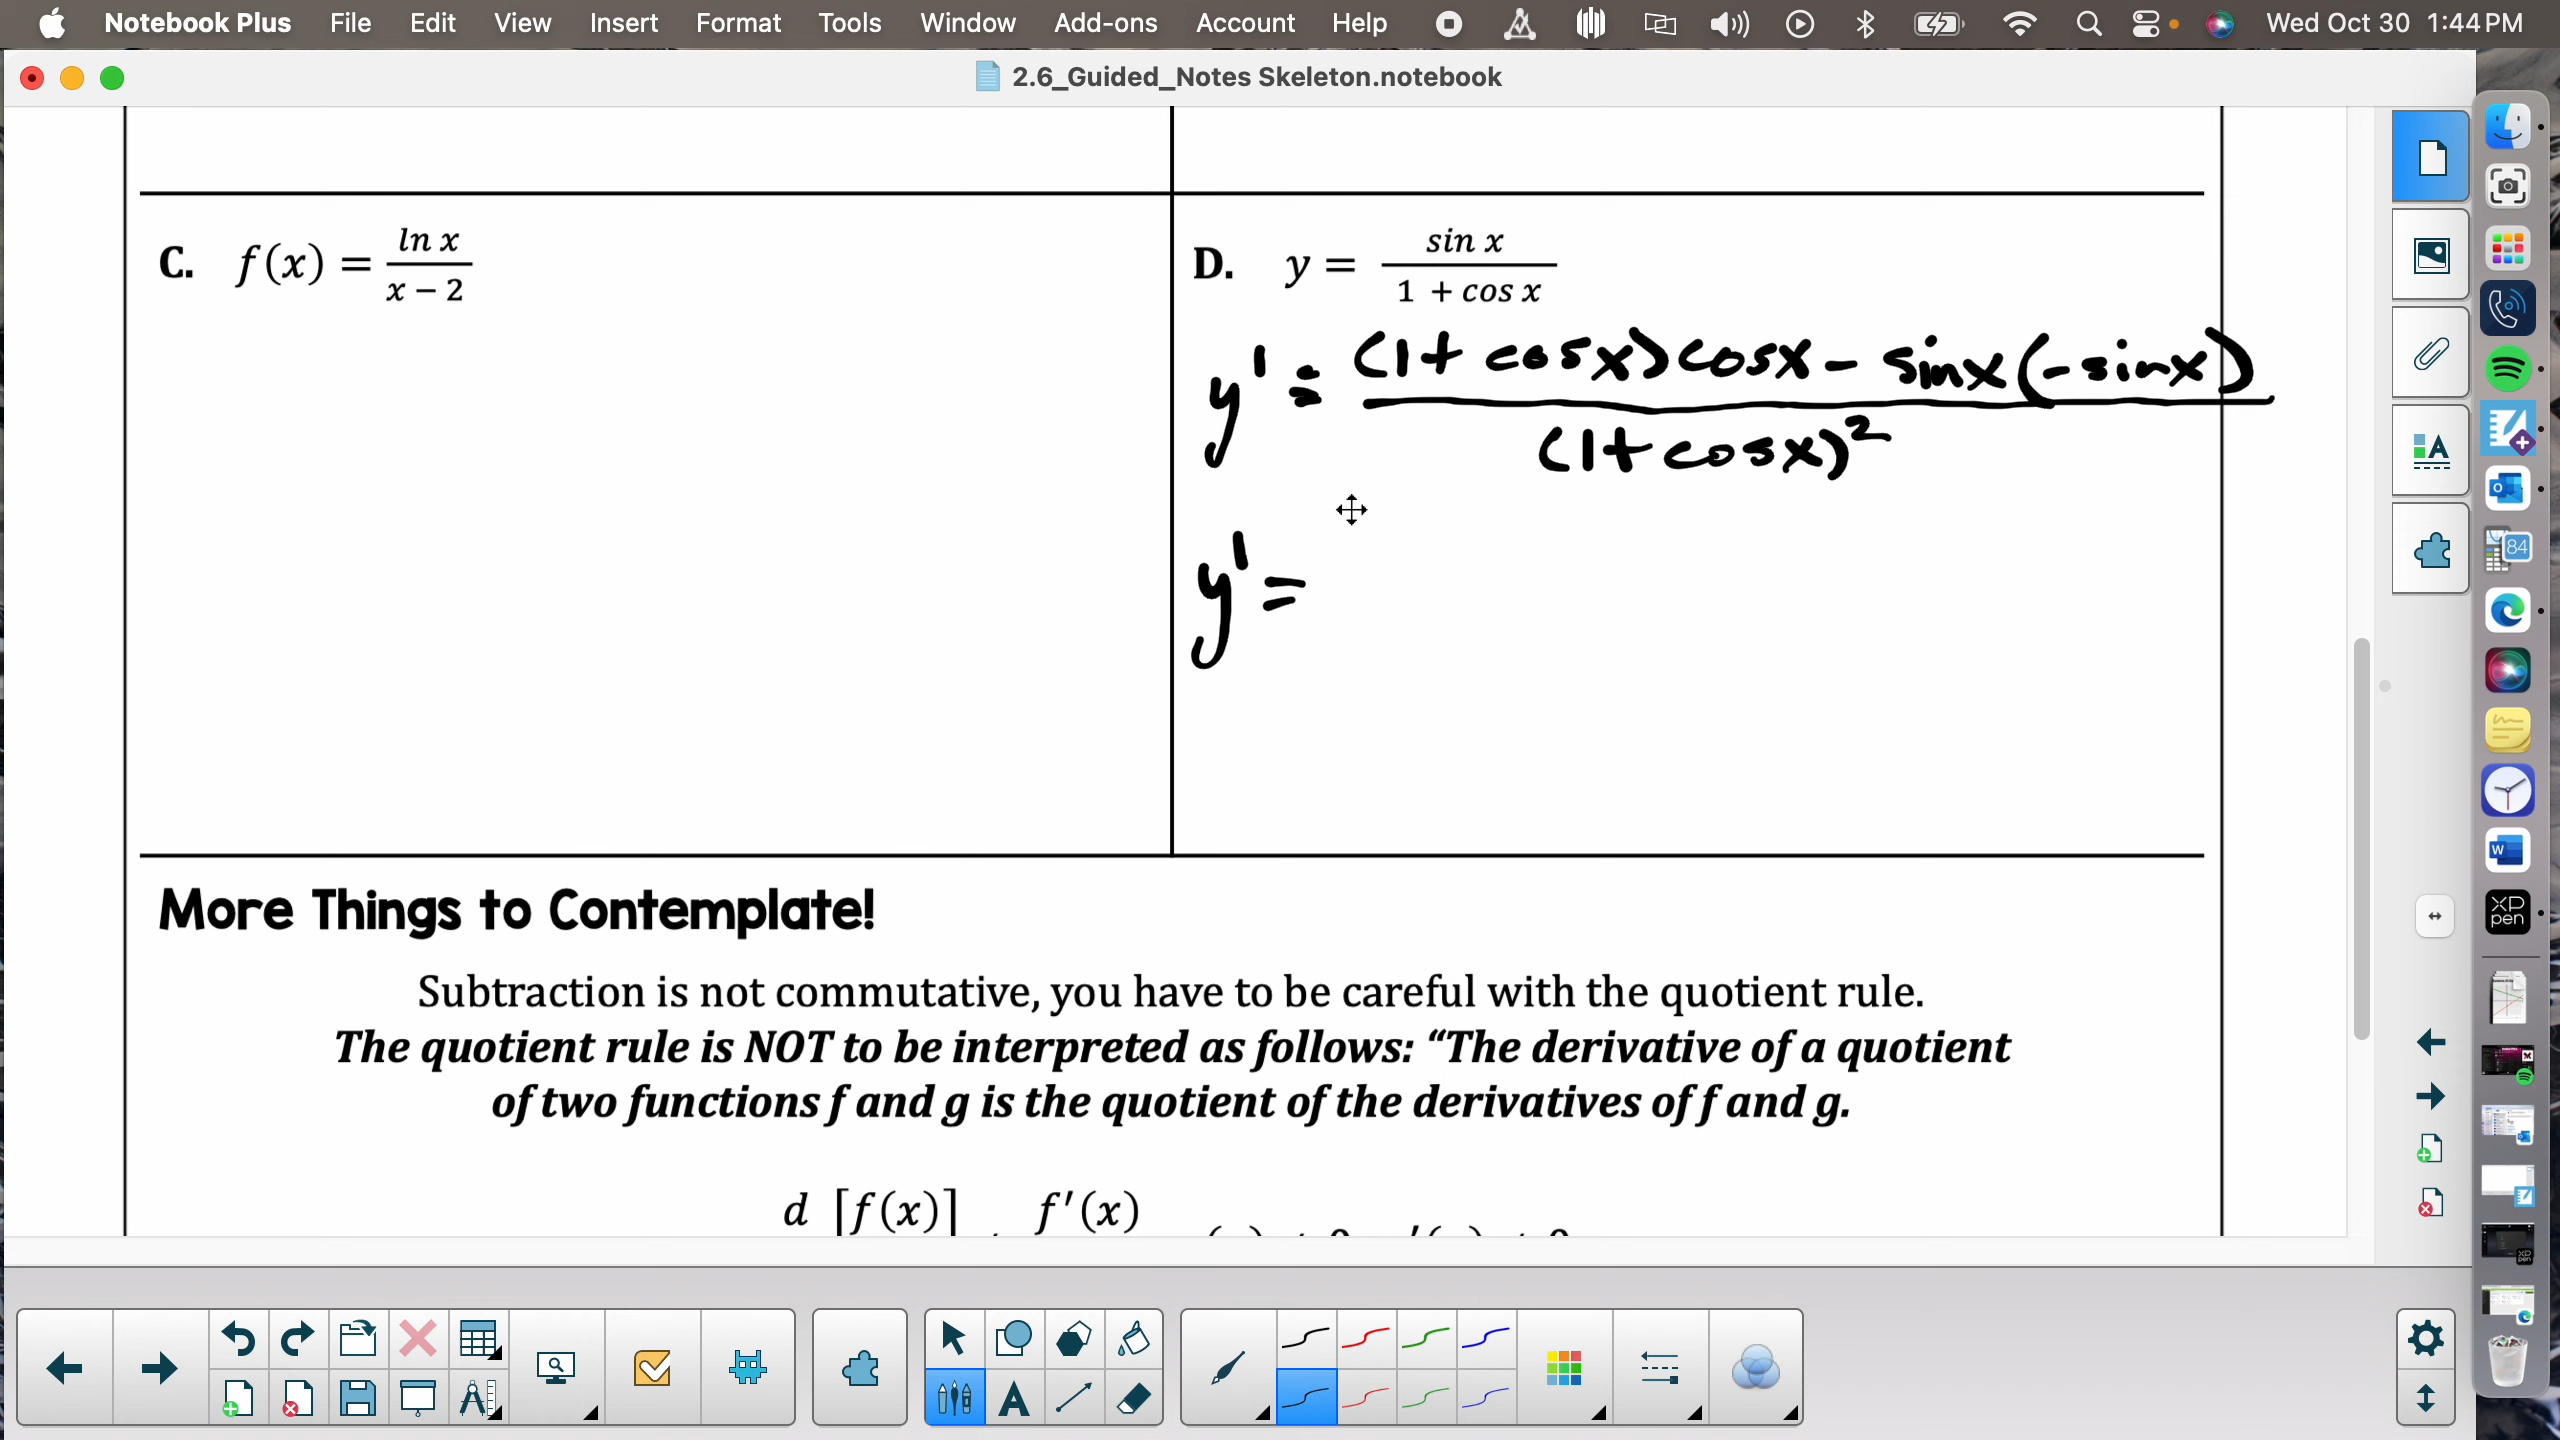 Notebook Plus File Edit View Insert Format Tools Window Add-ons Account Help Wed Oct 30 1:44 PM
2.6_Guided_Notes Skeleton.notebook
C. f(x) = ln x / x − 2
D. y = sin x / 1 + cos x
y' = (1 + cosx)cosx - sinx(-sinx) / (1+cosx)²
y' =
More Things to Contemplate!
Subtraction is not commutative, you have to be careful with the quotient rule.
The quotient rule is NOT to be interpreted as follows: “The derivative of a quotient
of two functions f and g is the quotient of the derivatives of f and g.
d [f(x)] f′(x)
A
84
W
XP
pen
A